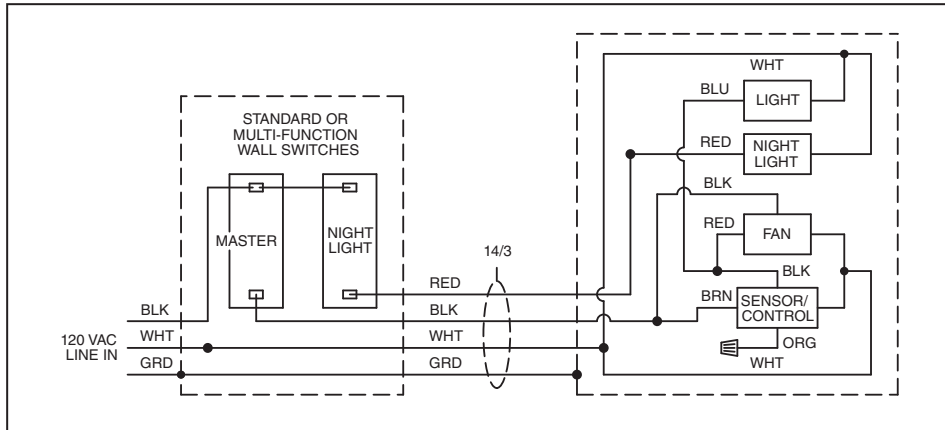 STANDARD OR
MULTI-FUNCTION
WALL SWITCHES
MASTER
NIGHT
LIGHT
120 VAC
LINE IN
BLK
WHT
GRD
14/3
RED
BLK
WHT
GRD
WHT
BLU
LIGHT
RED
NIGHT
LIGHT
BLK
RED
FAN
BLK
BRN
SENSOR/
CONTROL
ORG
WHT